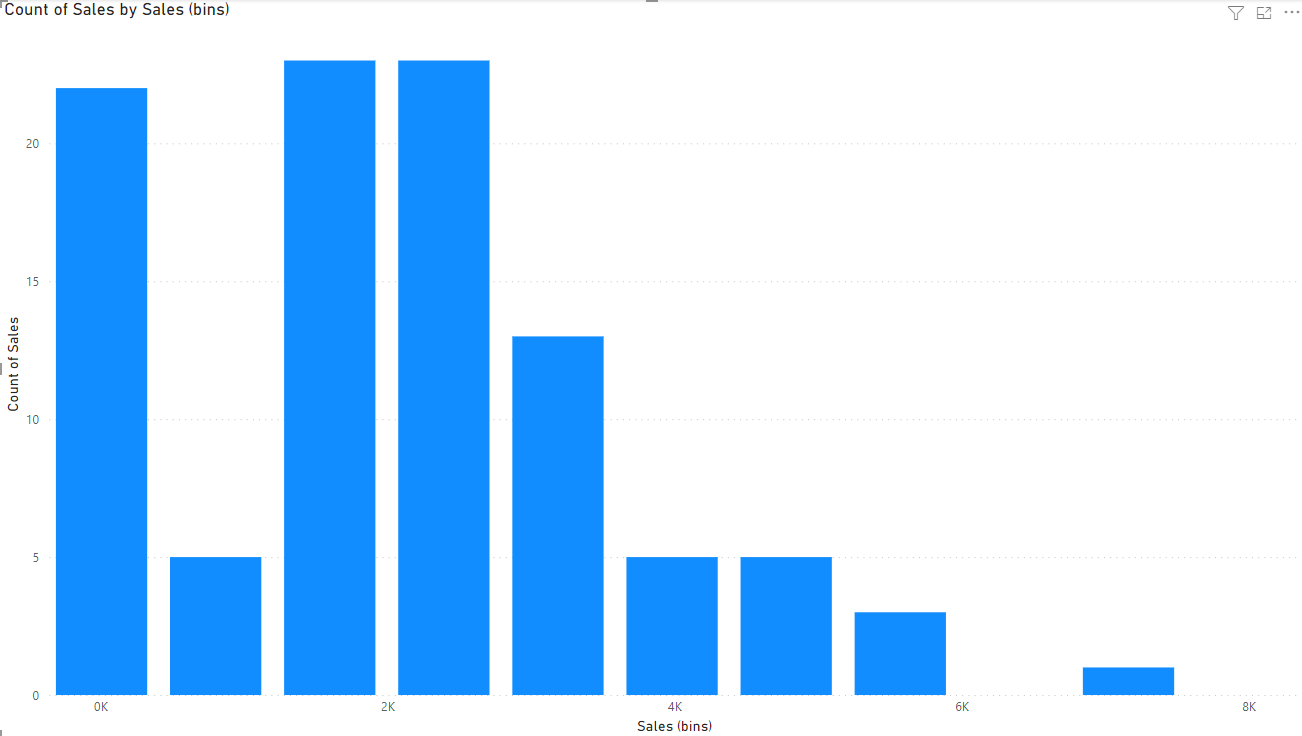 Count of Sales by Sales (bins)
20
15
10
5
0
Count of Sales
0K 2K 4K 6K 8K
Sales (bins)